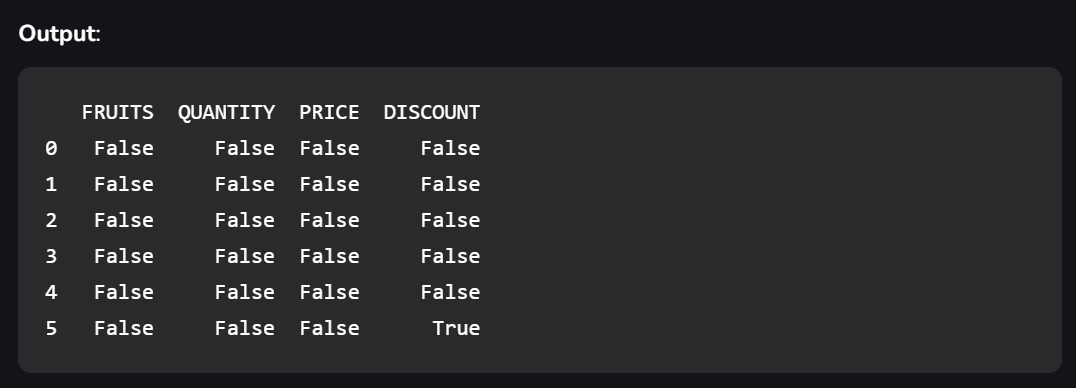 Output:
FRUITS QUANTITY PRICE DISCOUNT
0 False False False False
1 False False False False
2 False False False False
3 False False False False
4 False False False False
5 False False False True